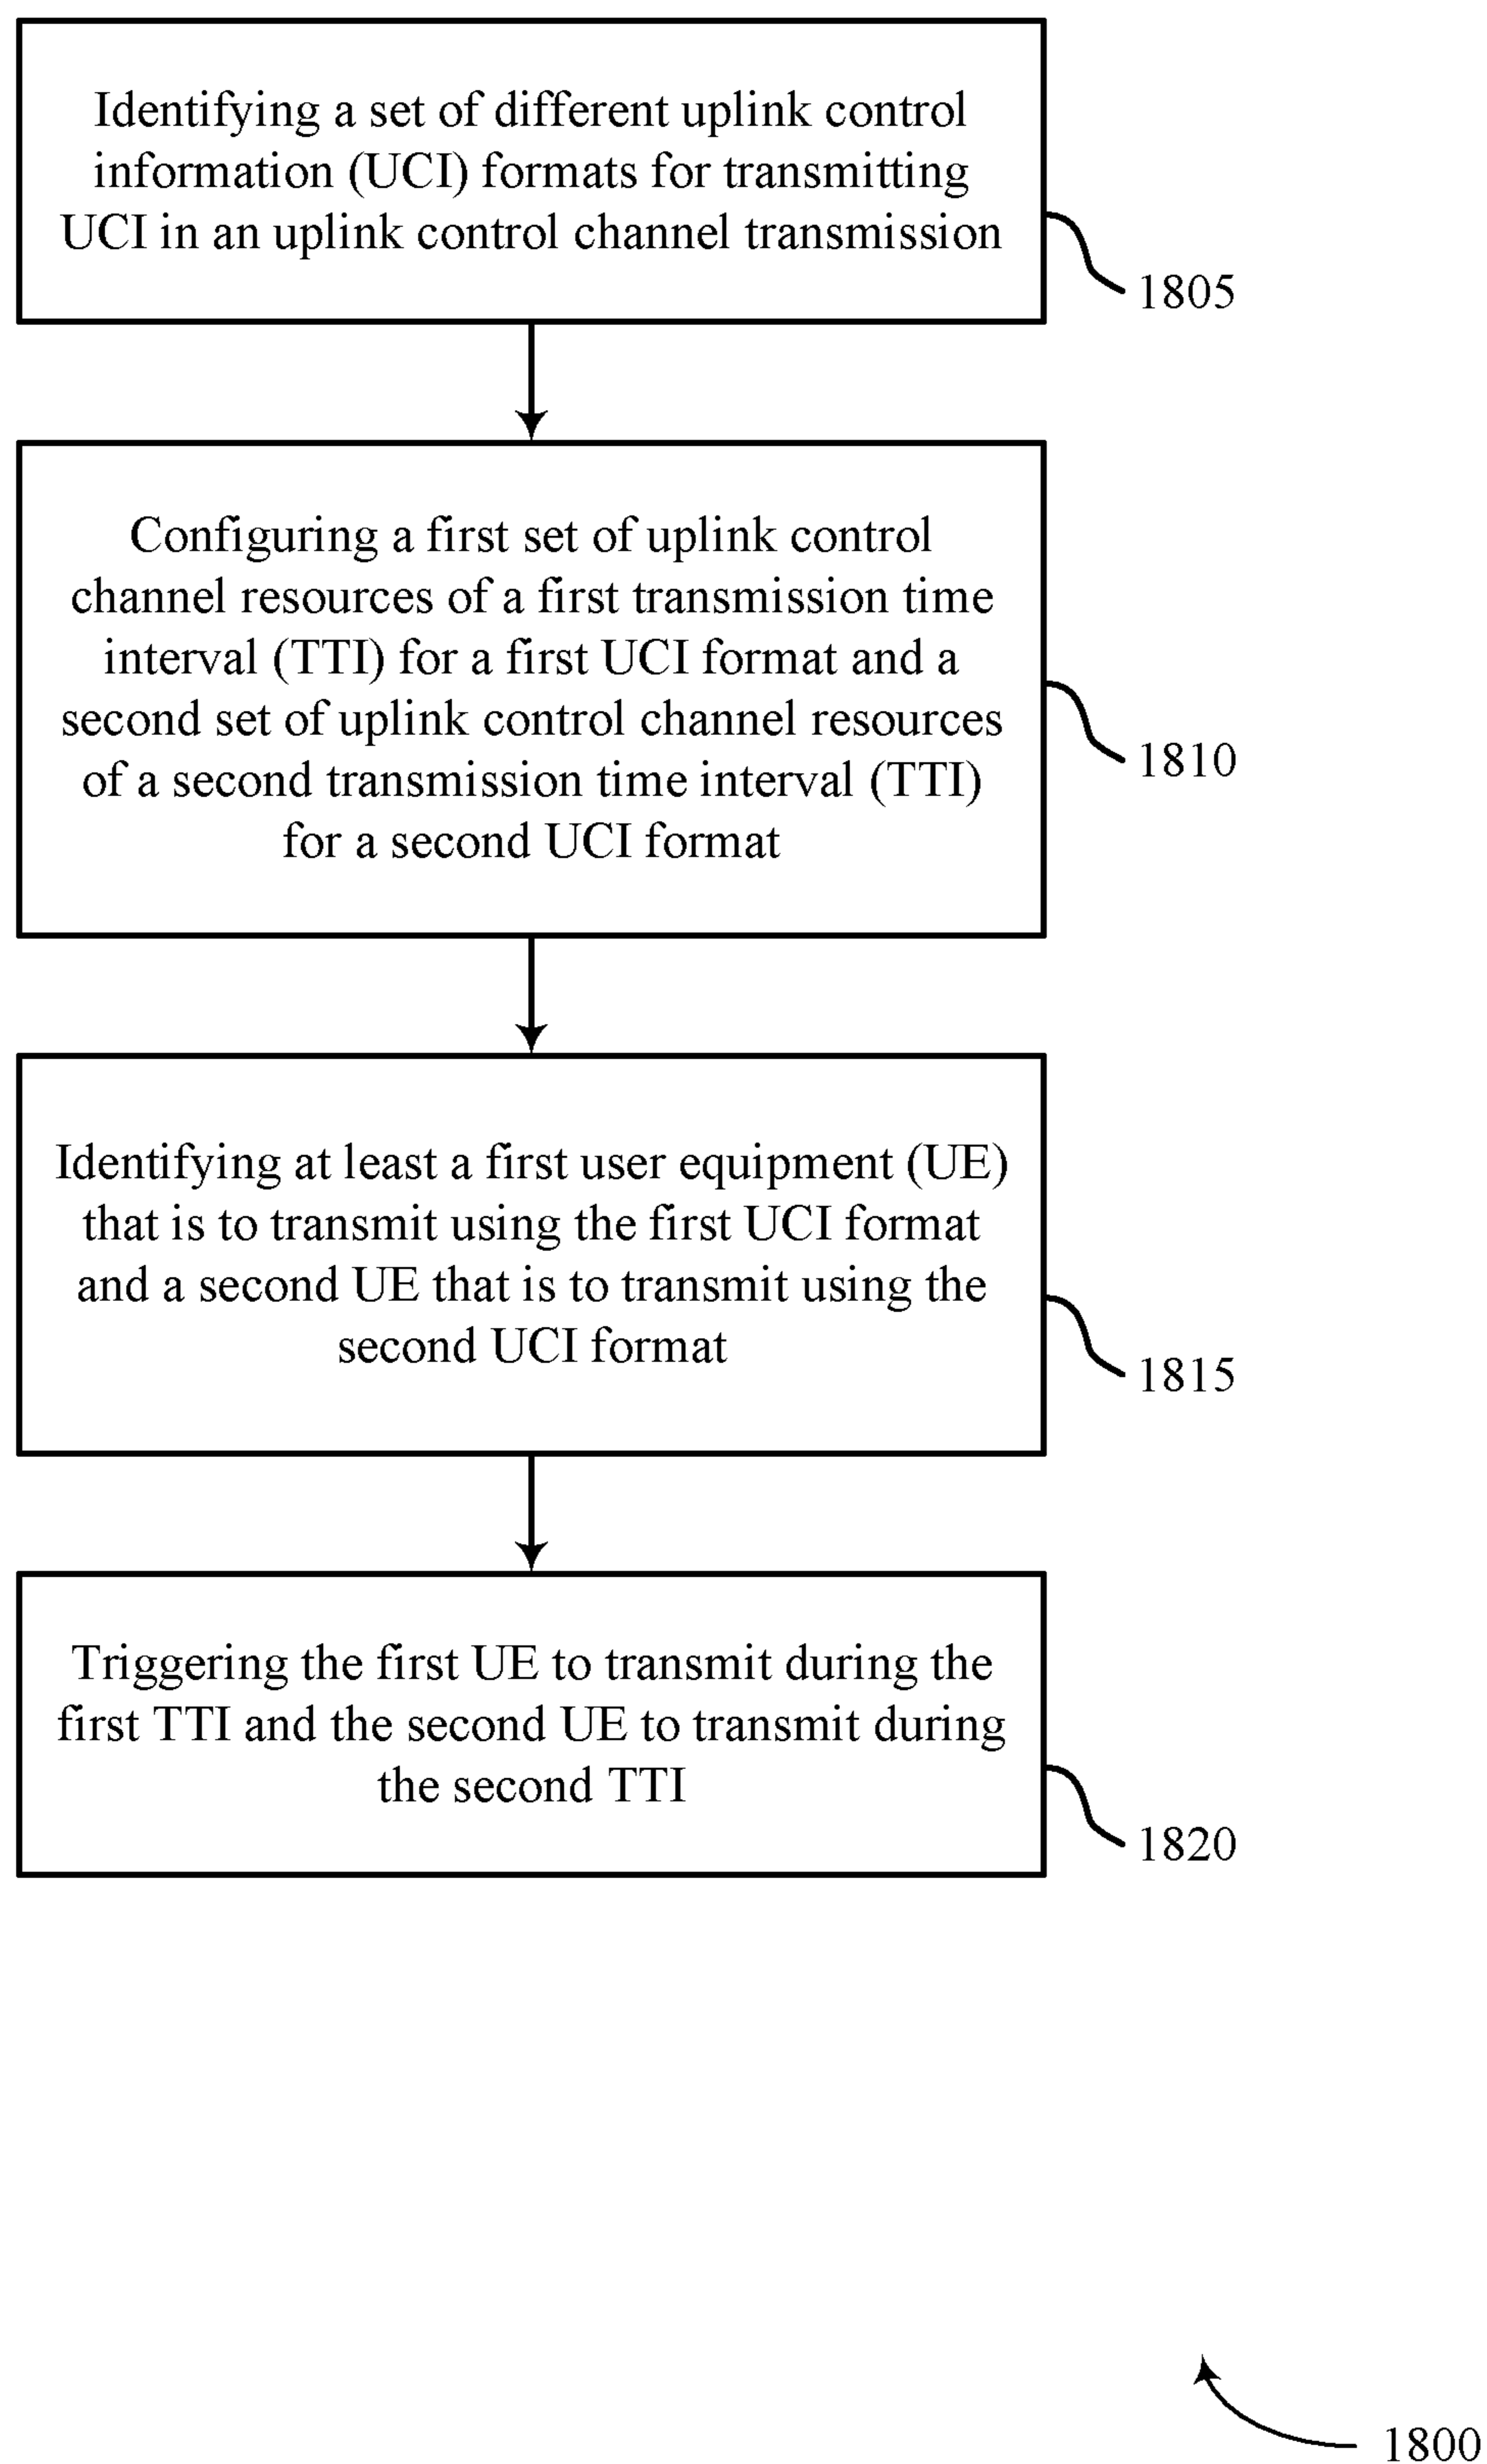 Identifying a set of different uplink control
information (UCI) formats for transmitting
UCI in an uplink control channel transmission
1805
Configuring a first set of uplink control
channel resources of a first transmission time
interval (TTI) for a first UCI format and a
second set of uplink control channel resources
of a second transmission time interval (TTI)
for a second UCI format
1810
Identifying at least a first user equipment (UE)
that is to transmit using the first UCI format
and a second UE that is to transmit using the
second UCI format
1815
Triggering the first UE to transmit during the
first TTI and the second UE to transmit during
the second TTI
1820
1800